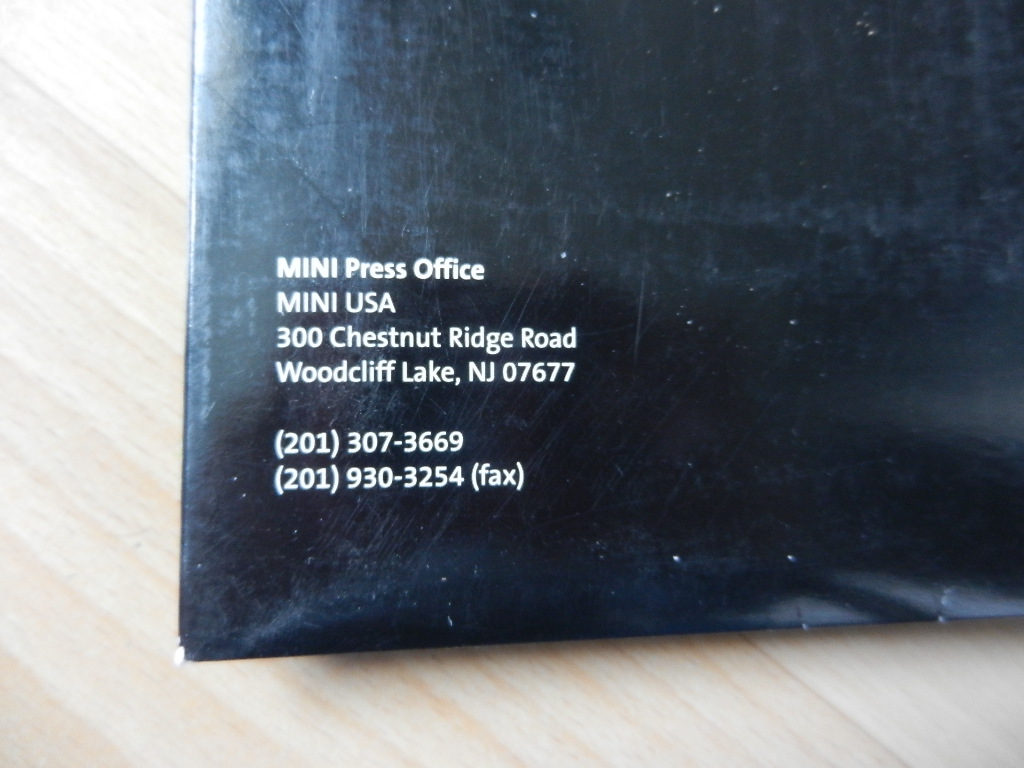 MINI Press Office
MINI USA
300 Chestnut Ridge Road
Woodcliff Lake, NJ 07677
(201) 307-3669
(201) 930-3254 (fax)